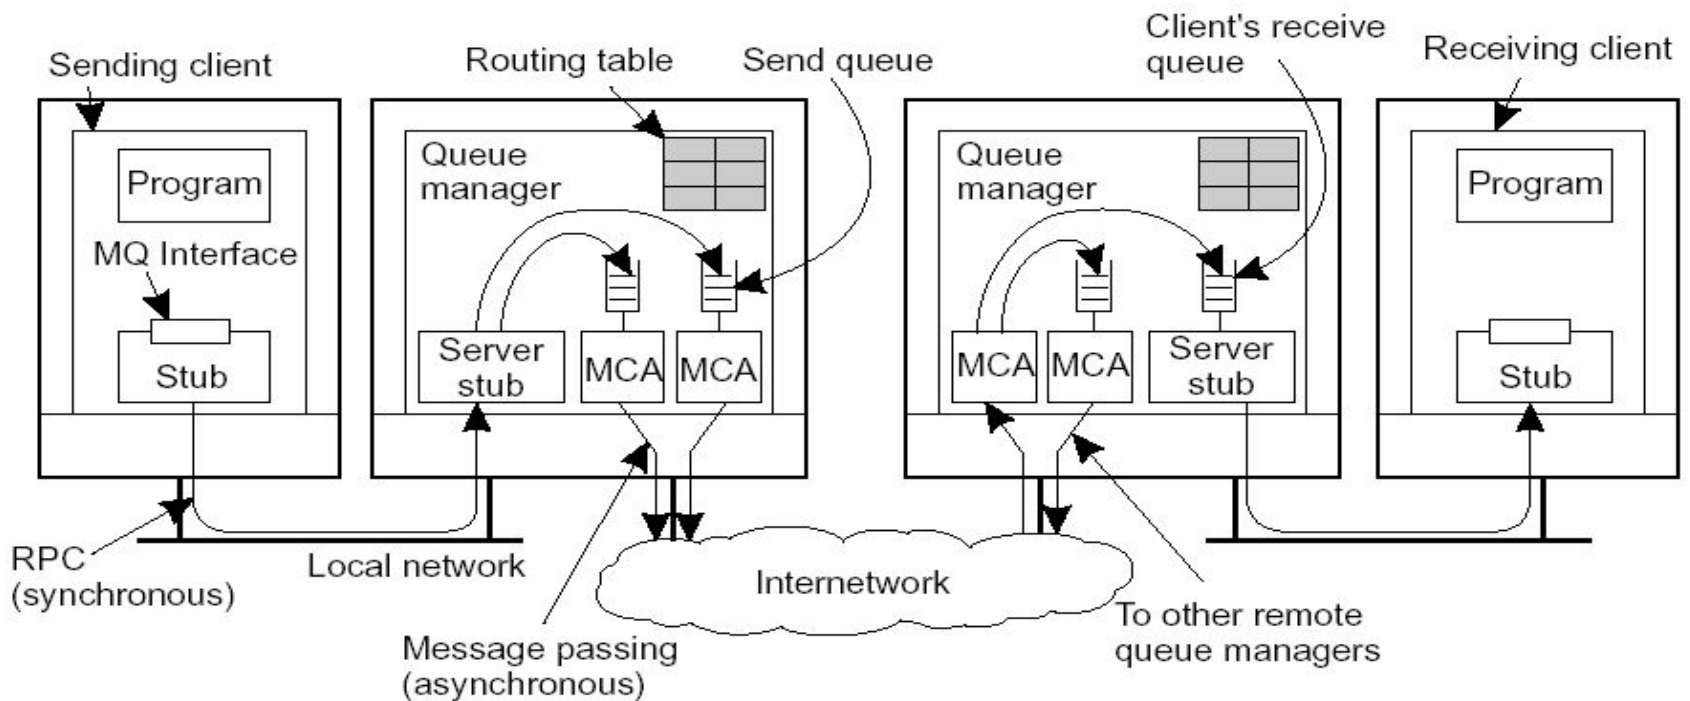 Sending client
Routing table
Send queue
Client's receive
queue
Receiving client
Program
MQ Interface
Stub
Queue
manager
Server
stub
MCA
MCA
Queue
manager
MCA
MCA
Server
stub
Program
Stub
RPC
(synchronous)
Local network
Internetwork
Message passing
(asynchronous)
To other remote
queue managers